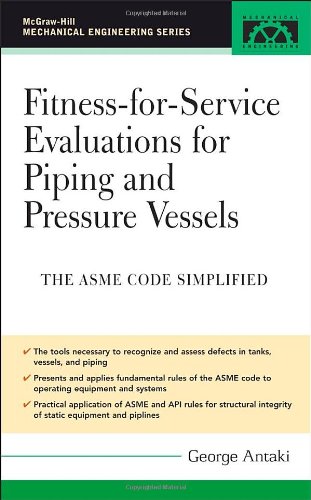 McGraw-Hill
MECHANICAL ENGINEERING SERIES
MECHANICAL
ENGINEERING
Fitness-for-Service
Evaluations for
Piping and
Pressure Vessels
THE ASME CODE SIMPLIFIED
✔ The tools necessary to recognize and assess defects in tanks,
vessels, and piping
✔ Presents and applies fundamental rules of the ASME code to
operating equipment and systems
✔ Practical application of ASME and API rules for structural integrity
of static equipment and piplines
George Antaki